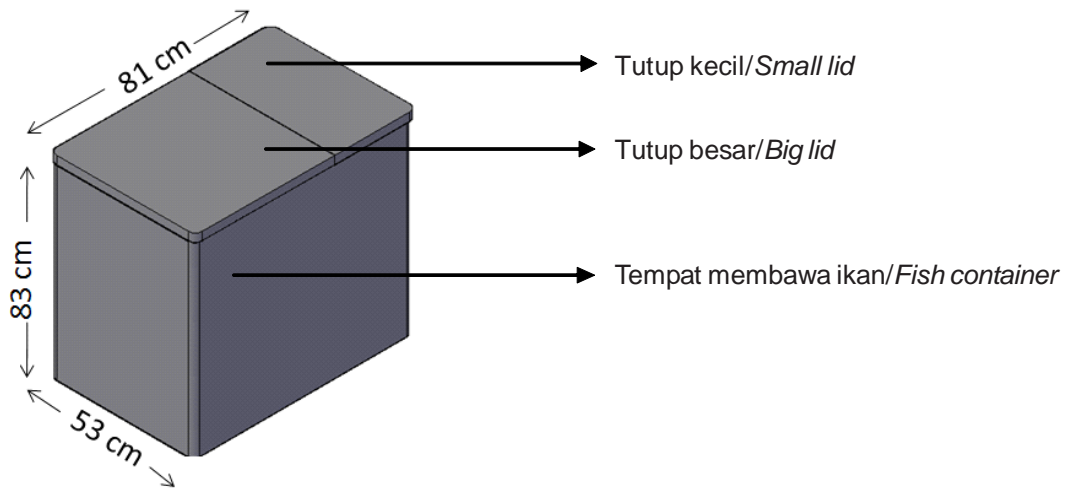 81 cm
Tutup kecil/Small lid
Tutup besar/Big lid
83 cm
Tempat membawa ikan/Fish container
53 cm